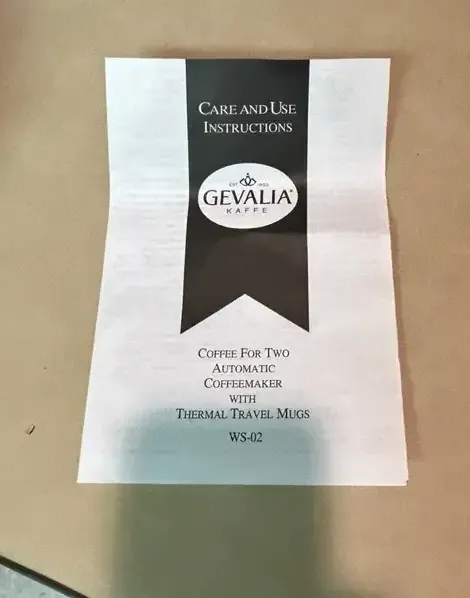 CARE AND USE
INSTRUCTIONS
EST 1853
GEVALIA®
KAFFE
COFFEE FOR TWO
AUTOMATIC
COFFEEMAKER
WITH
THERMAL TRAVEL MUGS
WS-02